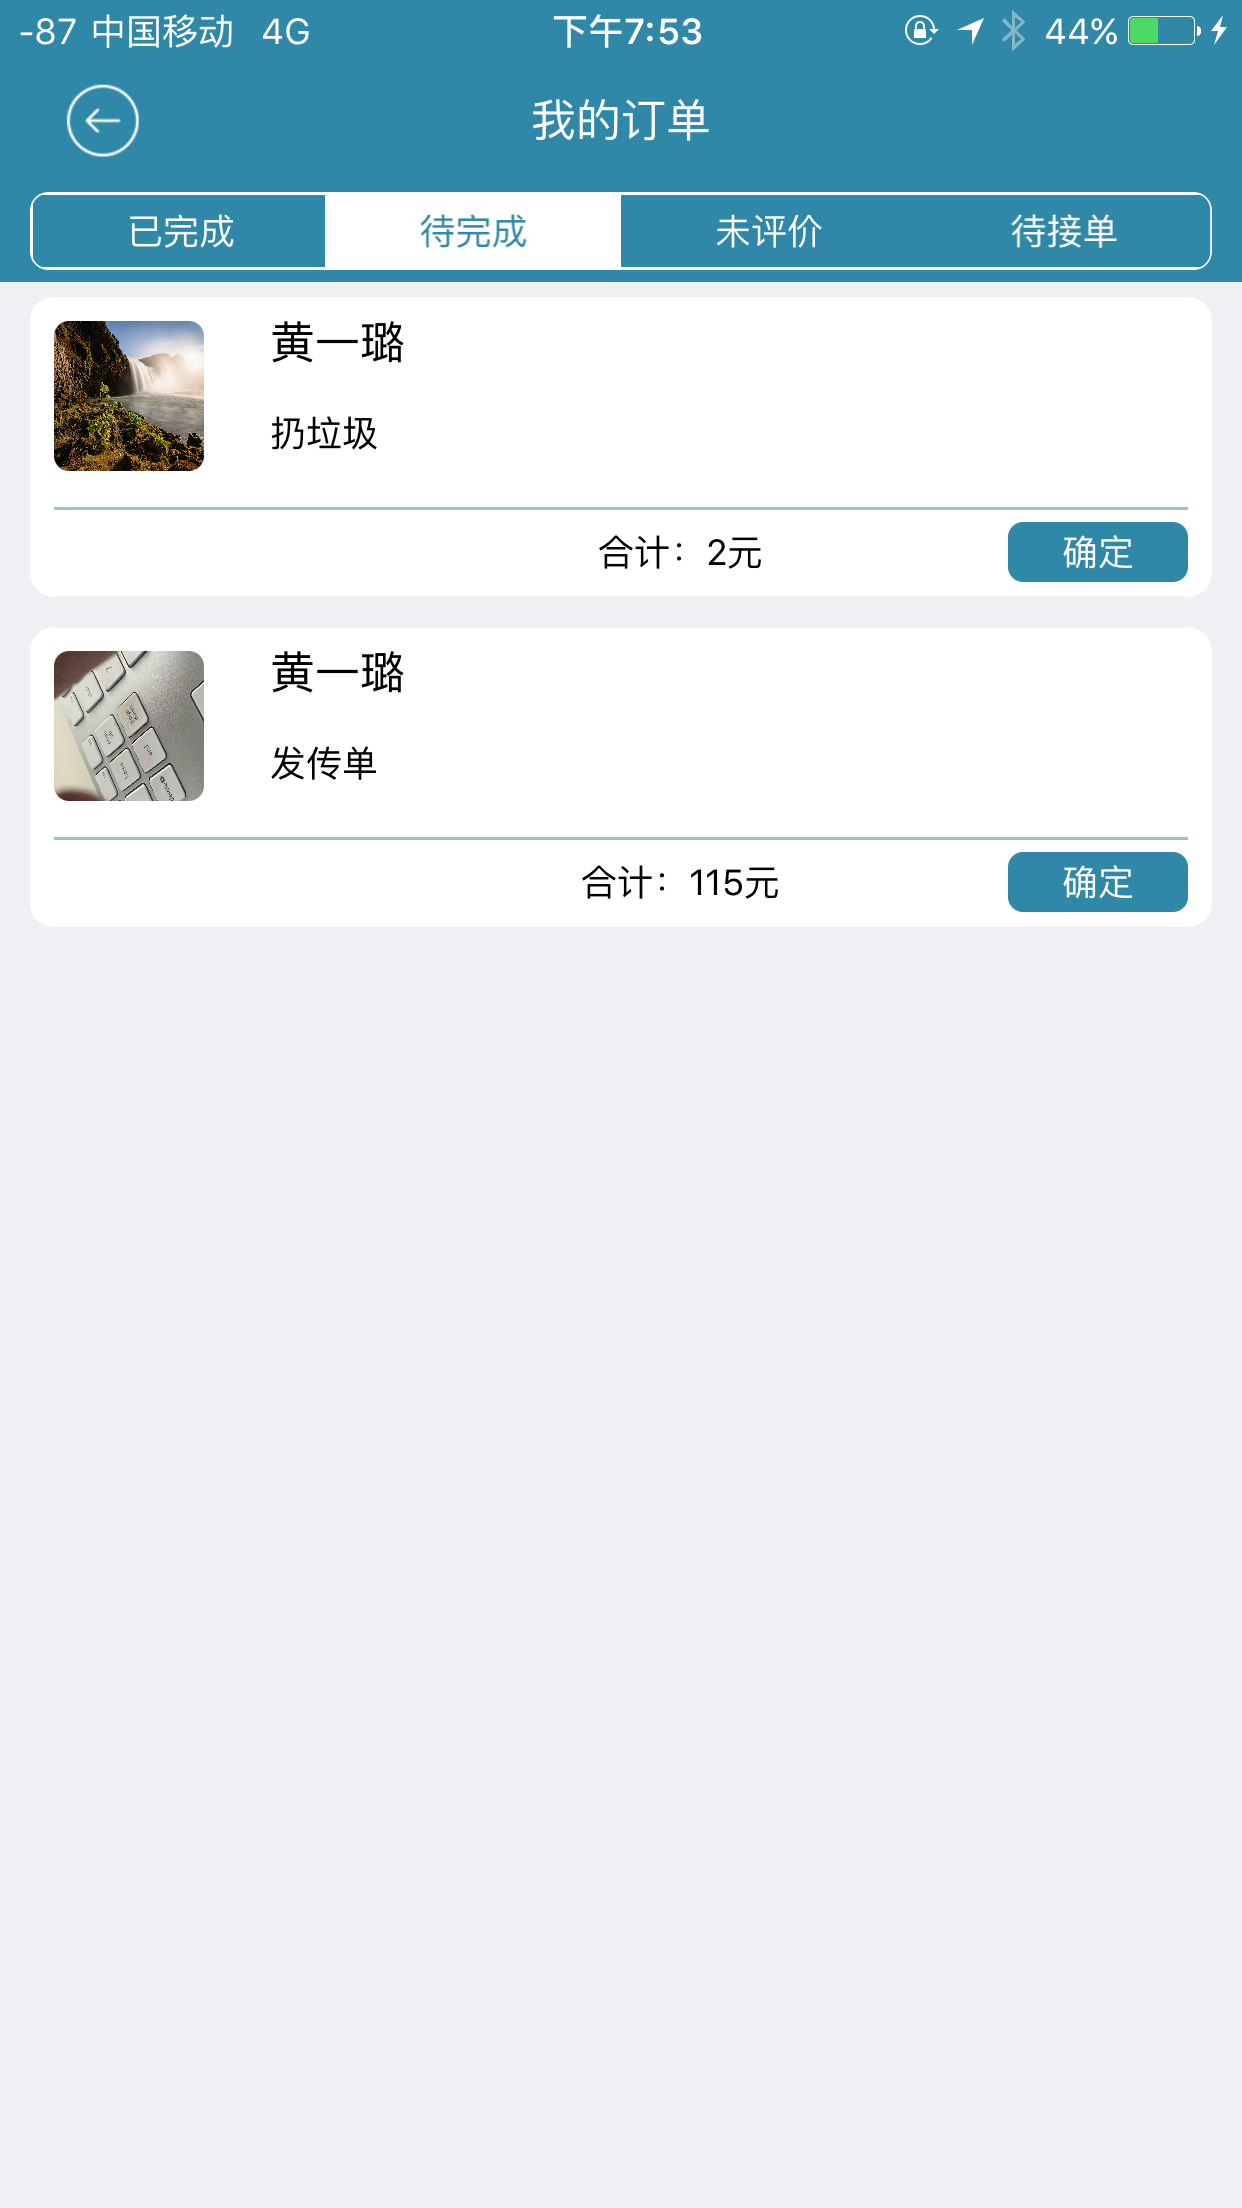 -87 中国移动 4G 下午7:53 44%
我的订单
已完成 待完成 未评价 待接单
黄一璐
扔垃圾
合计：2元 确定
黄一璐
发传单
合计：115元 确定